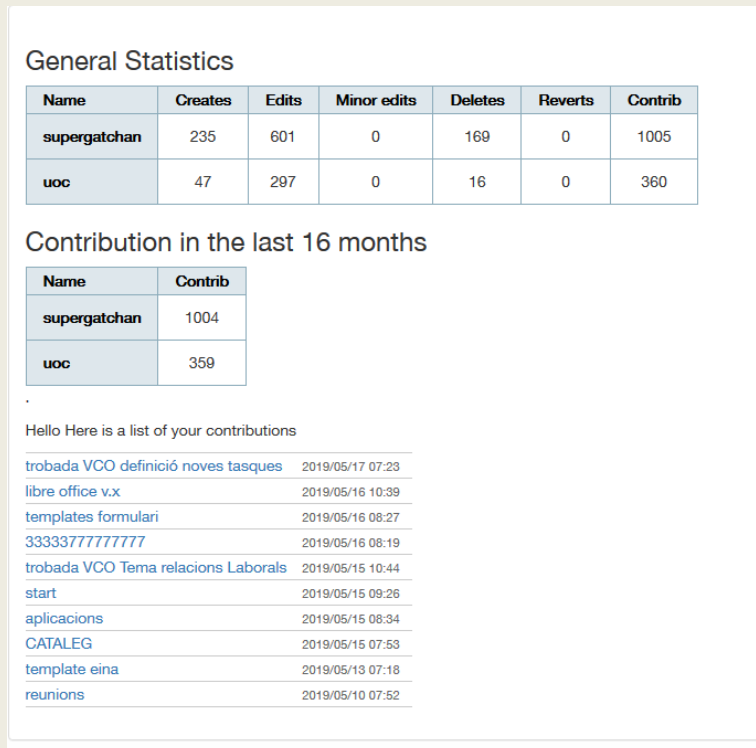 General Statistics
Name Creates Edits Minor edits Deletes Reverts Contrib
supergatchan 235 601 0 169 0 1005
uoc 47 297 0 16 0 360
Contribution in the last 16 months
Name Contrib
supergatchan 1004
uoc 359
.
Hello Here is a list of your contributions
trobada VCO definició noves tasques 2019/05/17 07:23
libre office v.x 2019/05/16 10:39
templates formulari 2019/05/16 08:27
33333777777777 2019/05/16 08:19
trobada VCO Tema relacions Laborals 2019/05/15 10:44
start 2019/05/15 09:26
aplicacions 2019/05/15 08:34
CATALEG 2019/05/15 07:53
template eina 2019/05/13 07:18
reunions 2019/05/10 07:52